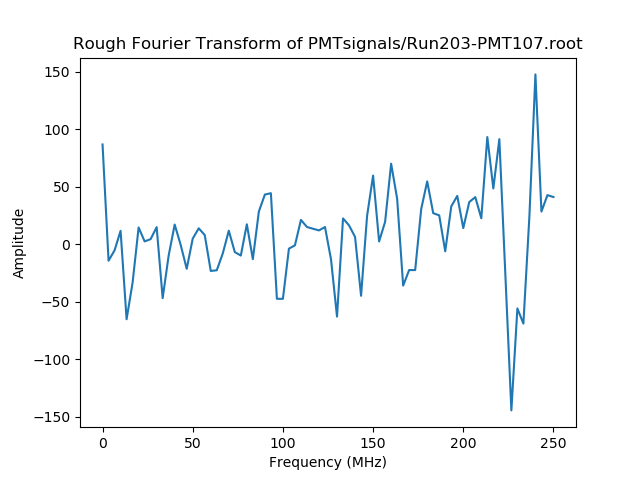 Rough Fourier Transform of PMTsignals/Run203-PMT107.root
150
100
50
0
−50
−100
−150
Amplitude
0 50 100 150 200 250
Frequency (MHz)